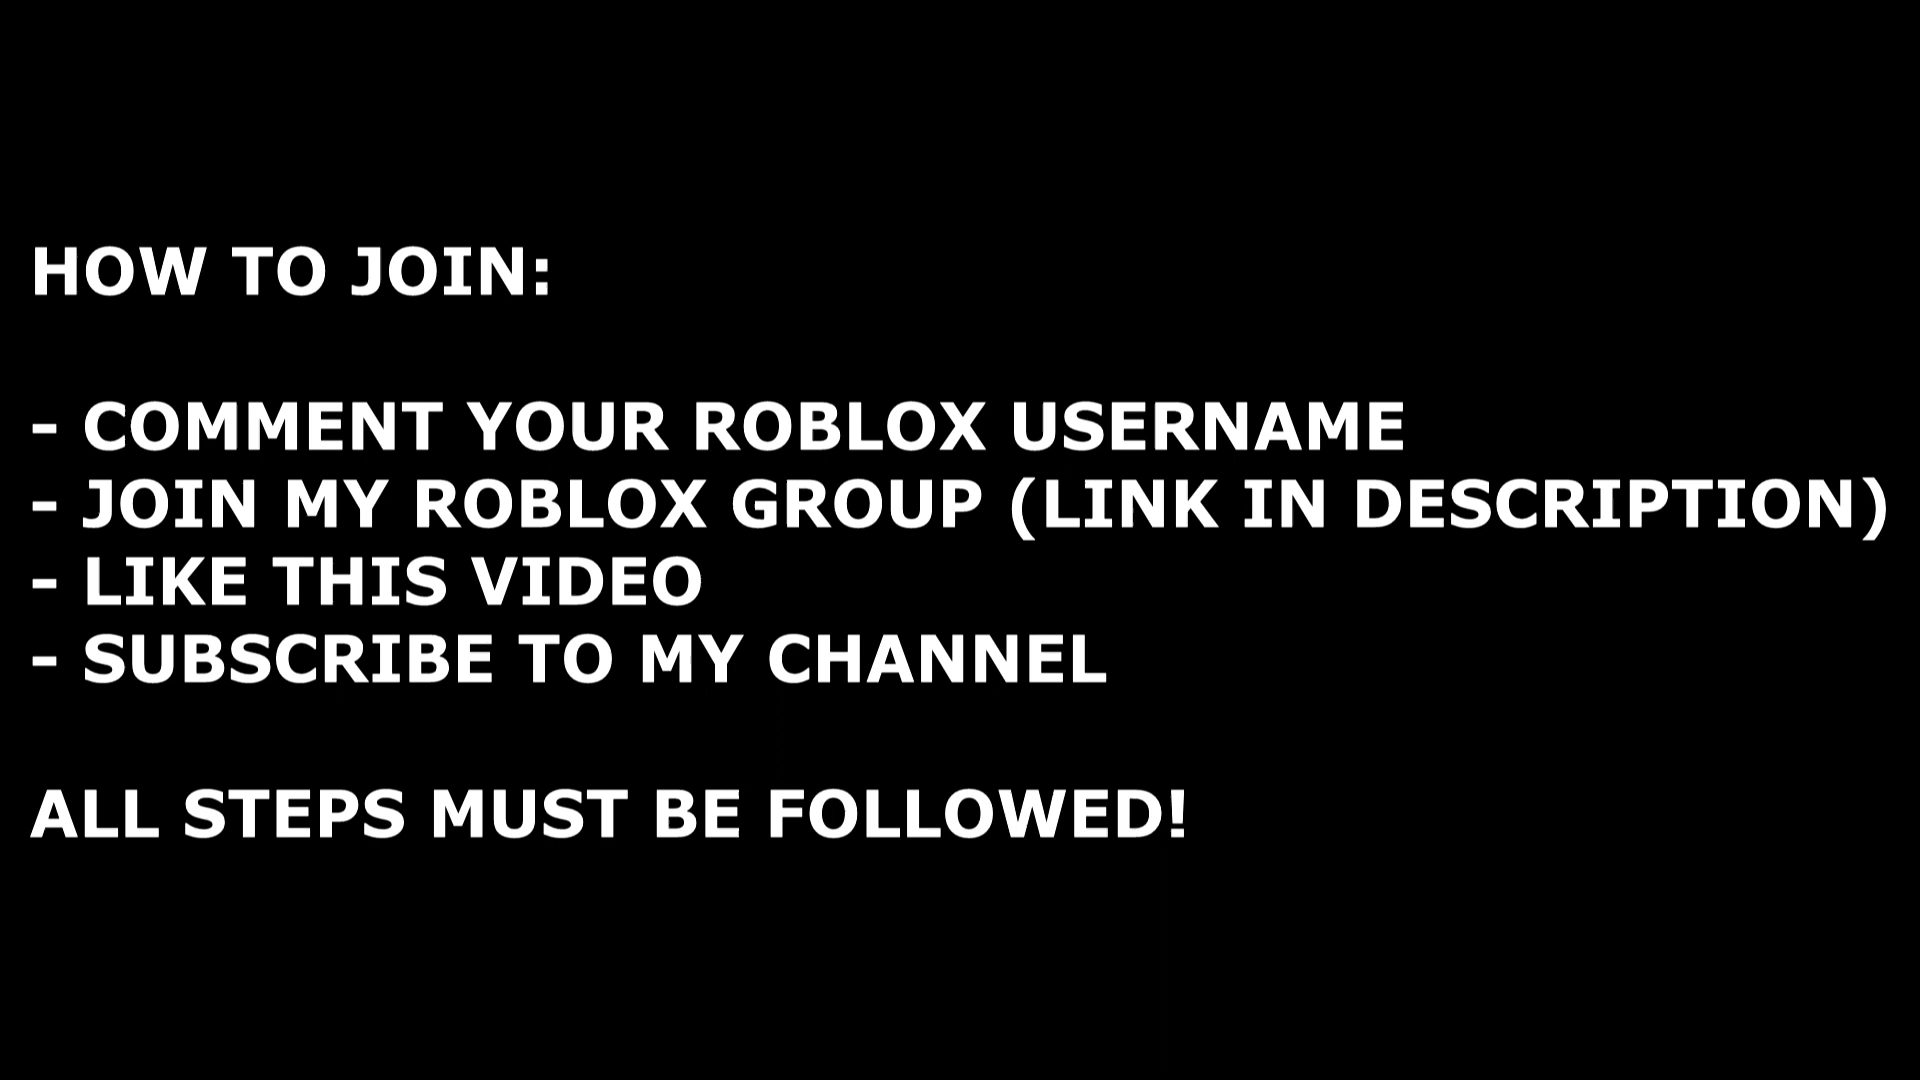 HOW TO JOIN:
- COMMENT YOUR ROBLOX USERNAME
- JOIN MY ROBLOX GROUP (LINK IN DESCRIPTION)
- LIKE THIS VIDEO
- SUBSCRIBE TO MY CHANNEL
ALL STEPS MUST BE FOLLOWED!